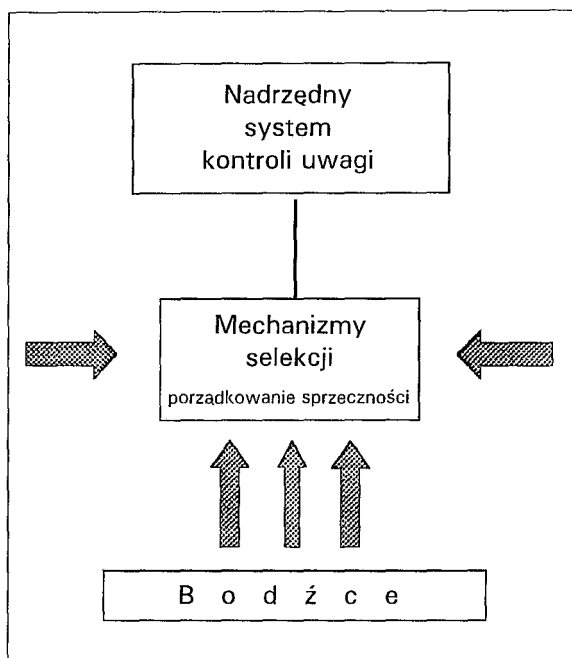 Nadrzędny
system
kontroli uwagi
Mechanizmy
selekcji
porządkowanie sprzeczności
B o d ź c e